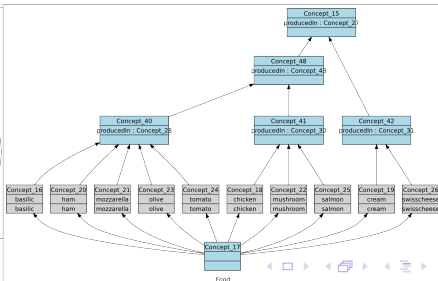 Concept_15
producedIn : Concept_27
Concept_48
producedIn : Concept_43
Concept_40
producedIn : Concept_28
Concept_41
producedIn : Concept_30
Concept_42
producedIn : Concept_31
Concept_16
basilic
basilic
Concept_20
ham
ham
Concept_21
mozzarella
mozzarella
Concept_23
olive
olive
Concept_24
tomato
tomato
Concept_18
chicken
chicken
Concept_22
mushroom
mushroom
Concept_25
salmon
salmon
Concept_19
cream
cream
Concept_26
swisscheese
swisscheese
Concept_17
Food